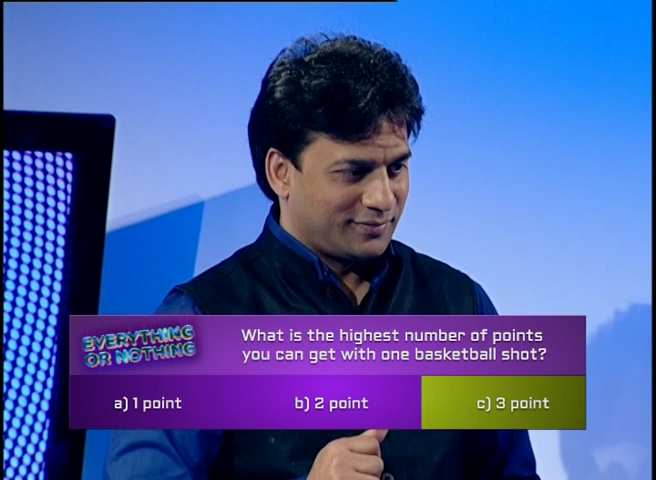 EVERYTHING
OR NOTHING
What is the highest number of points
you can get with one basketball shot?
a) 1 point
b) 2 point
c) 3 point